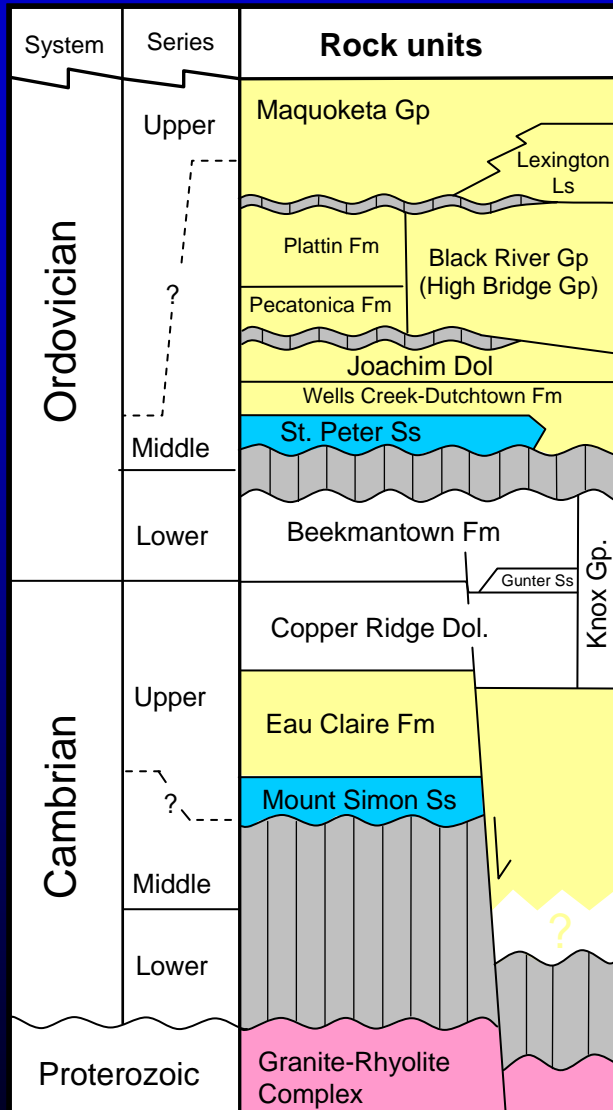 System
Series
Rock units
Ordovician
Upper
?
Middle
Lower
Maquoketa Gp
Lexington
Ls
Plattin Fm
Pecatonica Fm
Black River Gp
(High Bridge Gp)
Joachim Dol
Wells Creek-Dutchtown Fm
St. Peter Ss
Beekmantown Fm
Gunter Ss
Knox Gp.
Copper Ridge Dol.
Cambrian
Upper
?
Middle
Lower
Eau Claire Fm
Mount Simon Ss
?
Proterozoic
Granite-Rhyolite
Complex